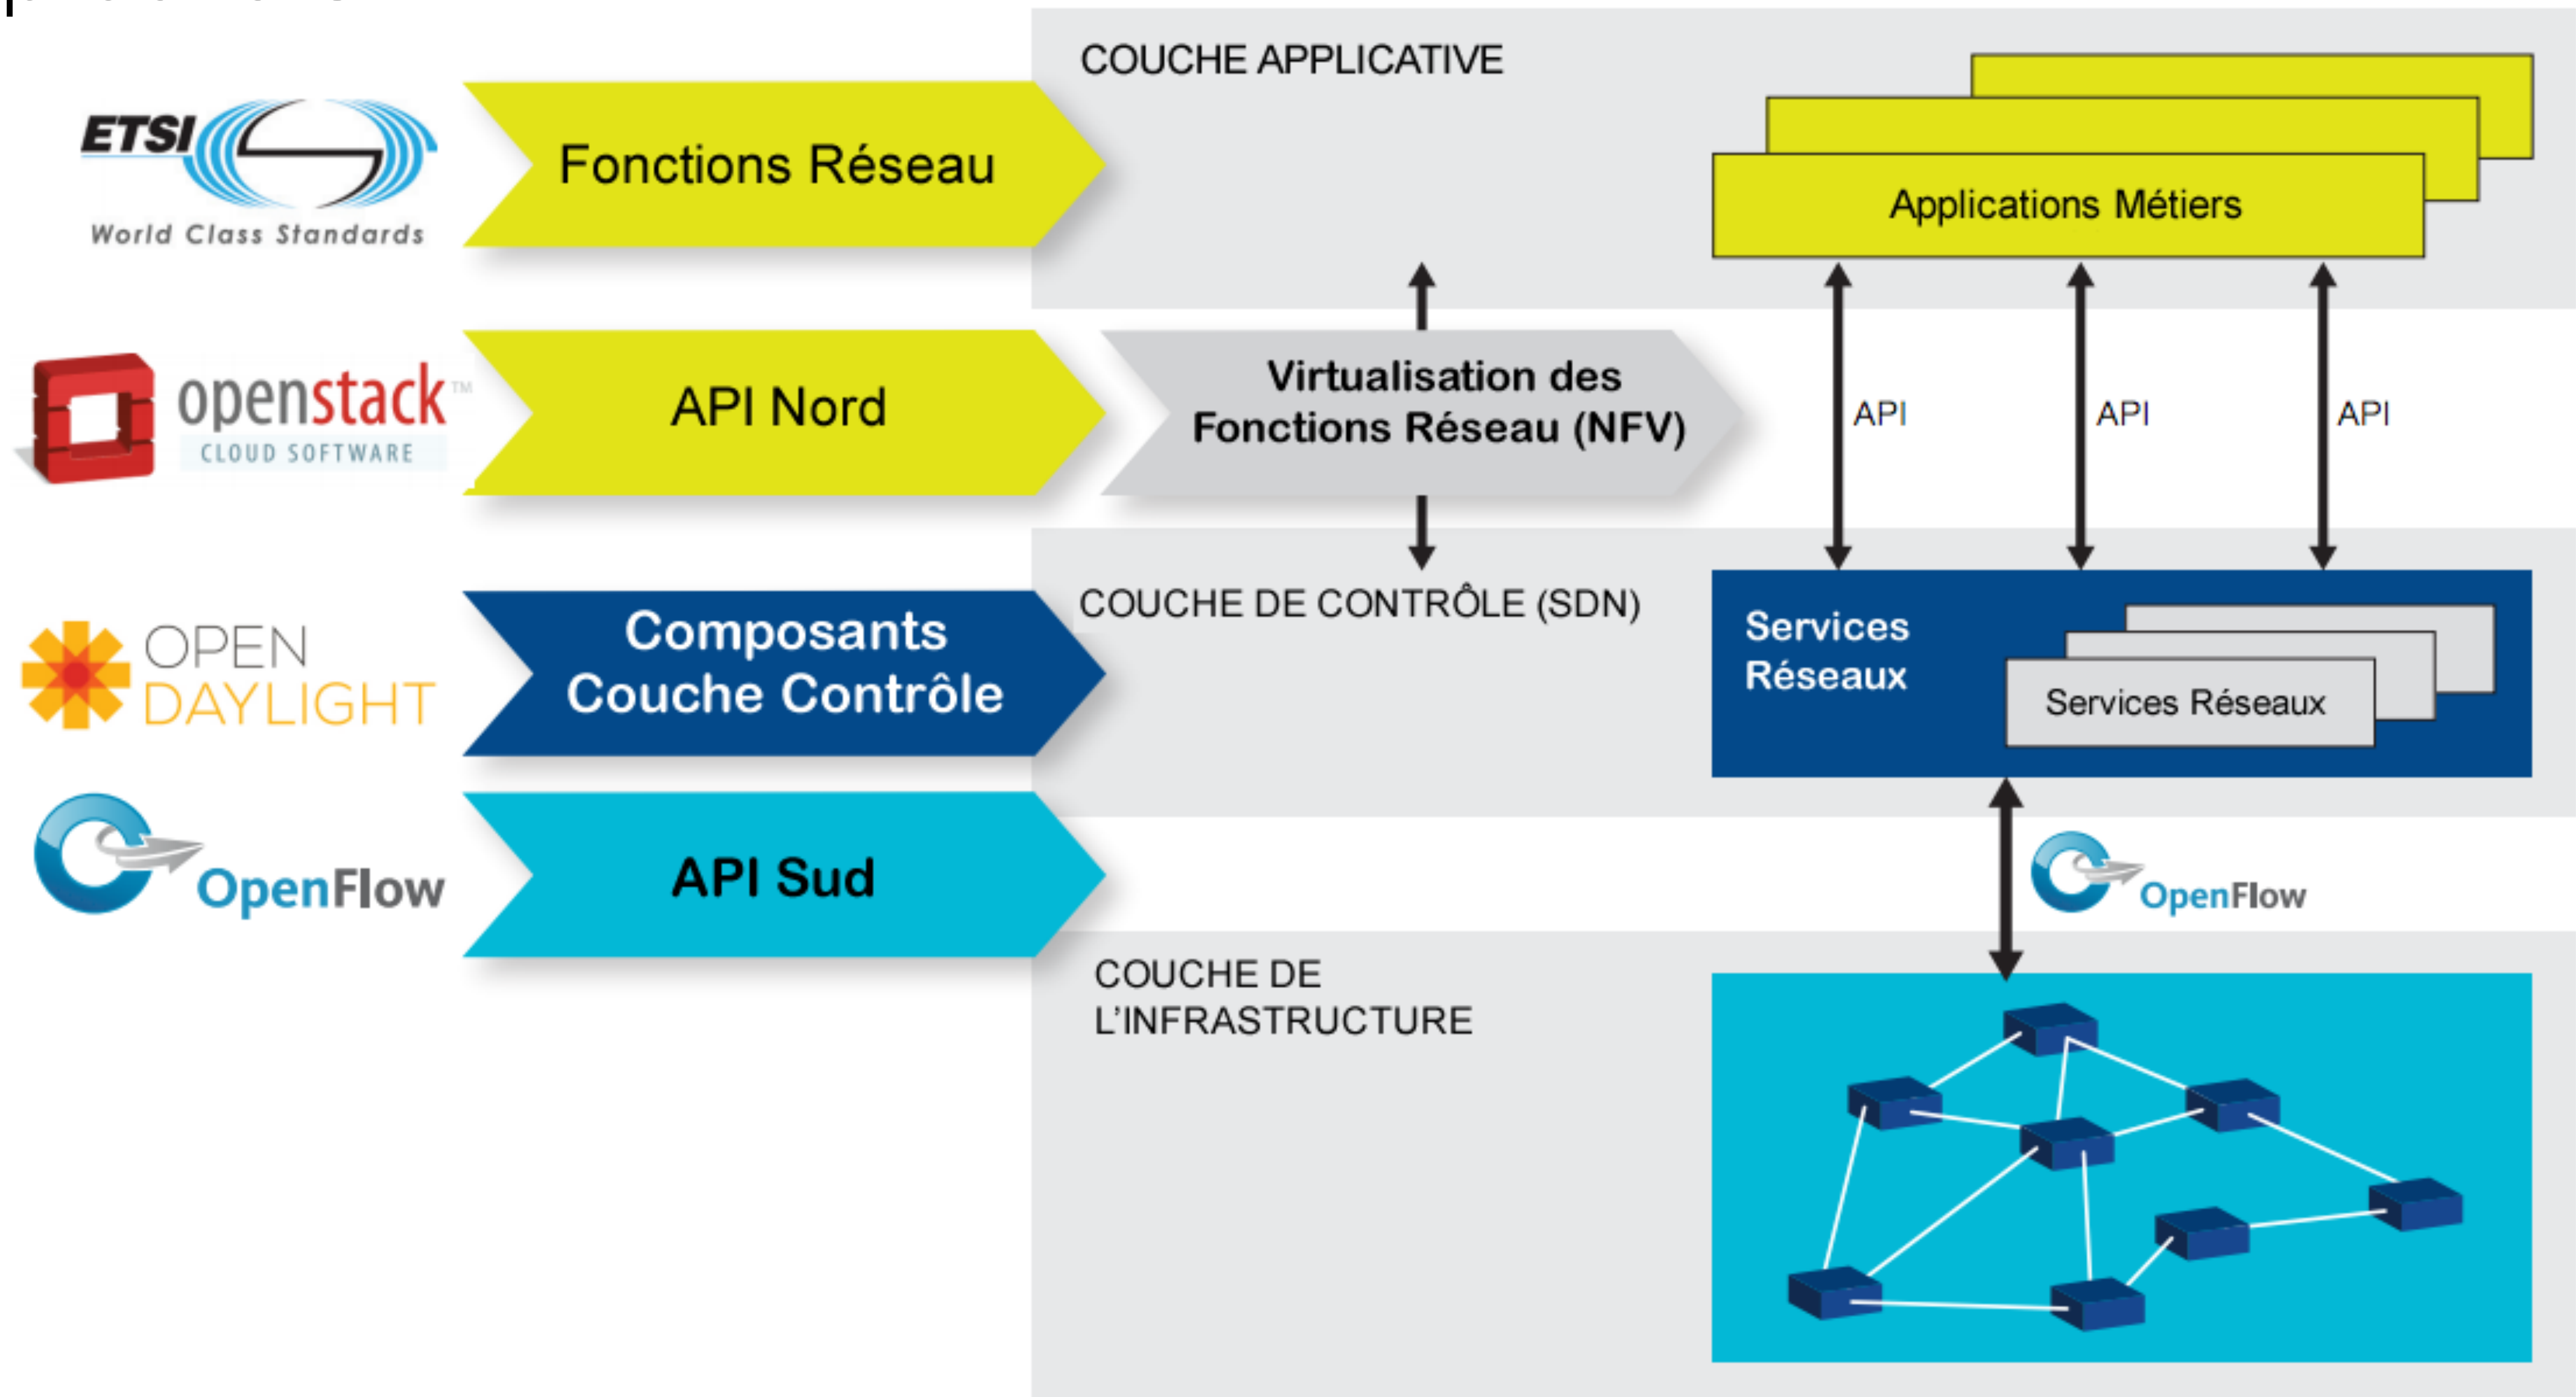 COUCHE APPLICATIVE
ETSI
World Class Standards
Fonctions Réseau
Applications Métiers
openstack™
CLOUD SOFTWARE
API Nord
Virtualisation des
Fonctions Réseau (NFV)
API
API
API
OPEN
DAYLIGHT
Composants
Couche Contrôle
COUCHE DE CONTRÔLE (SDN)
Services
Réseaux
Services Réseaux
OpenFlow
API Sud
OpenFlow
COUCHE DE
L'INFRASTRUCTURE